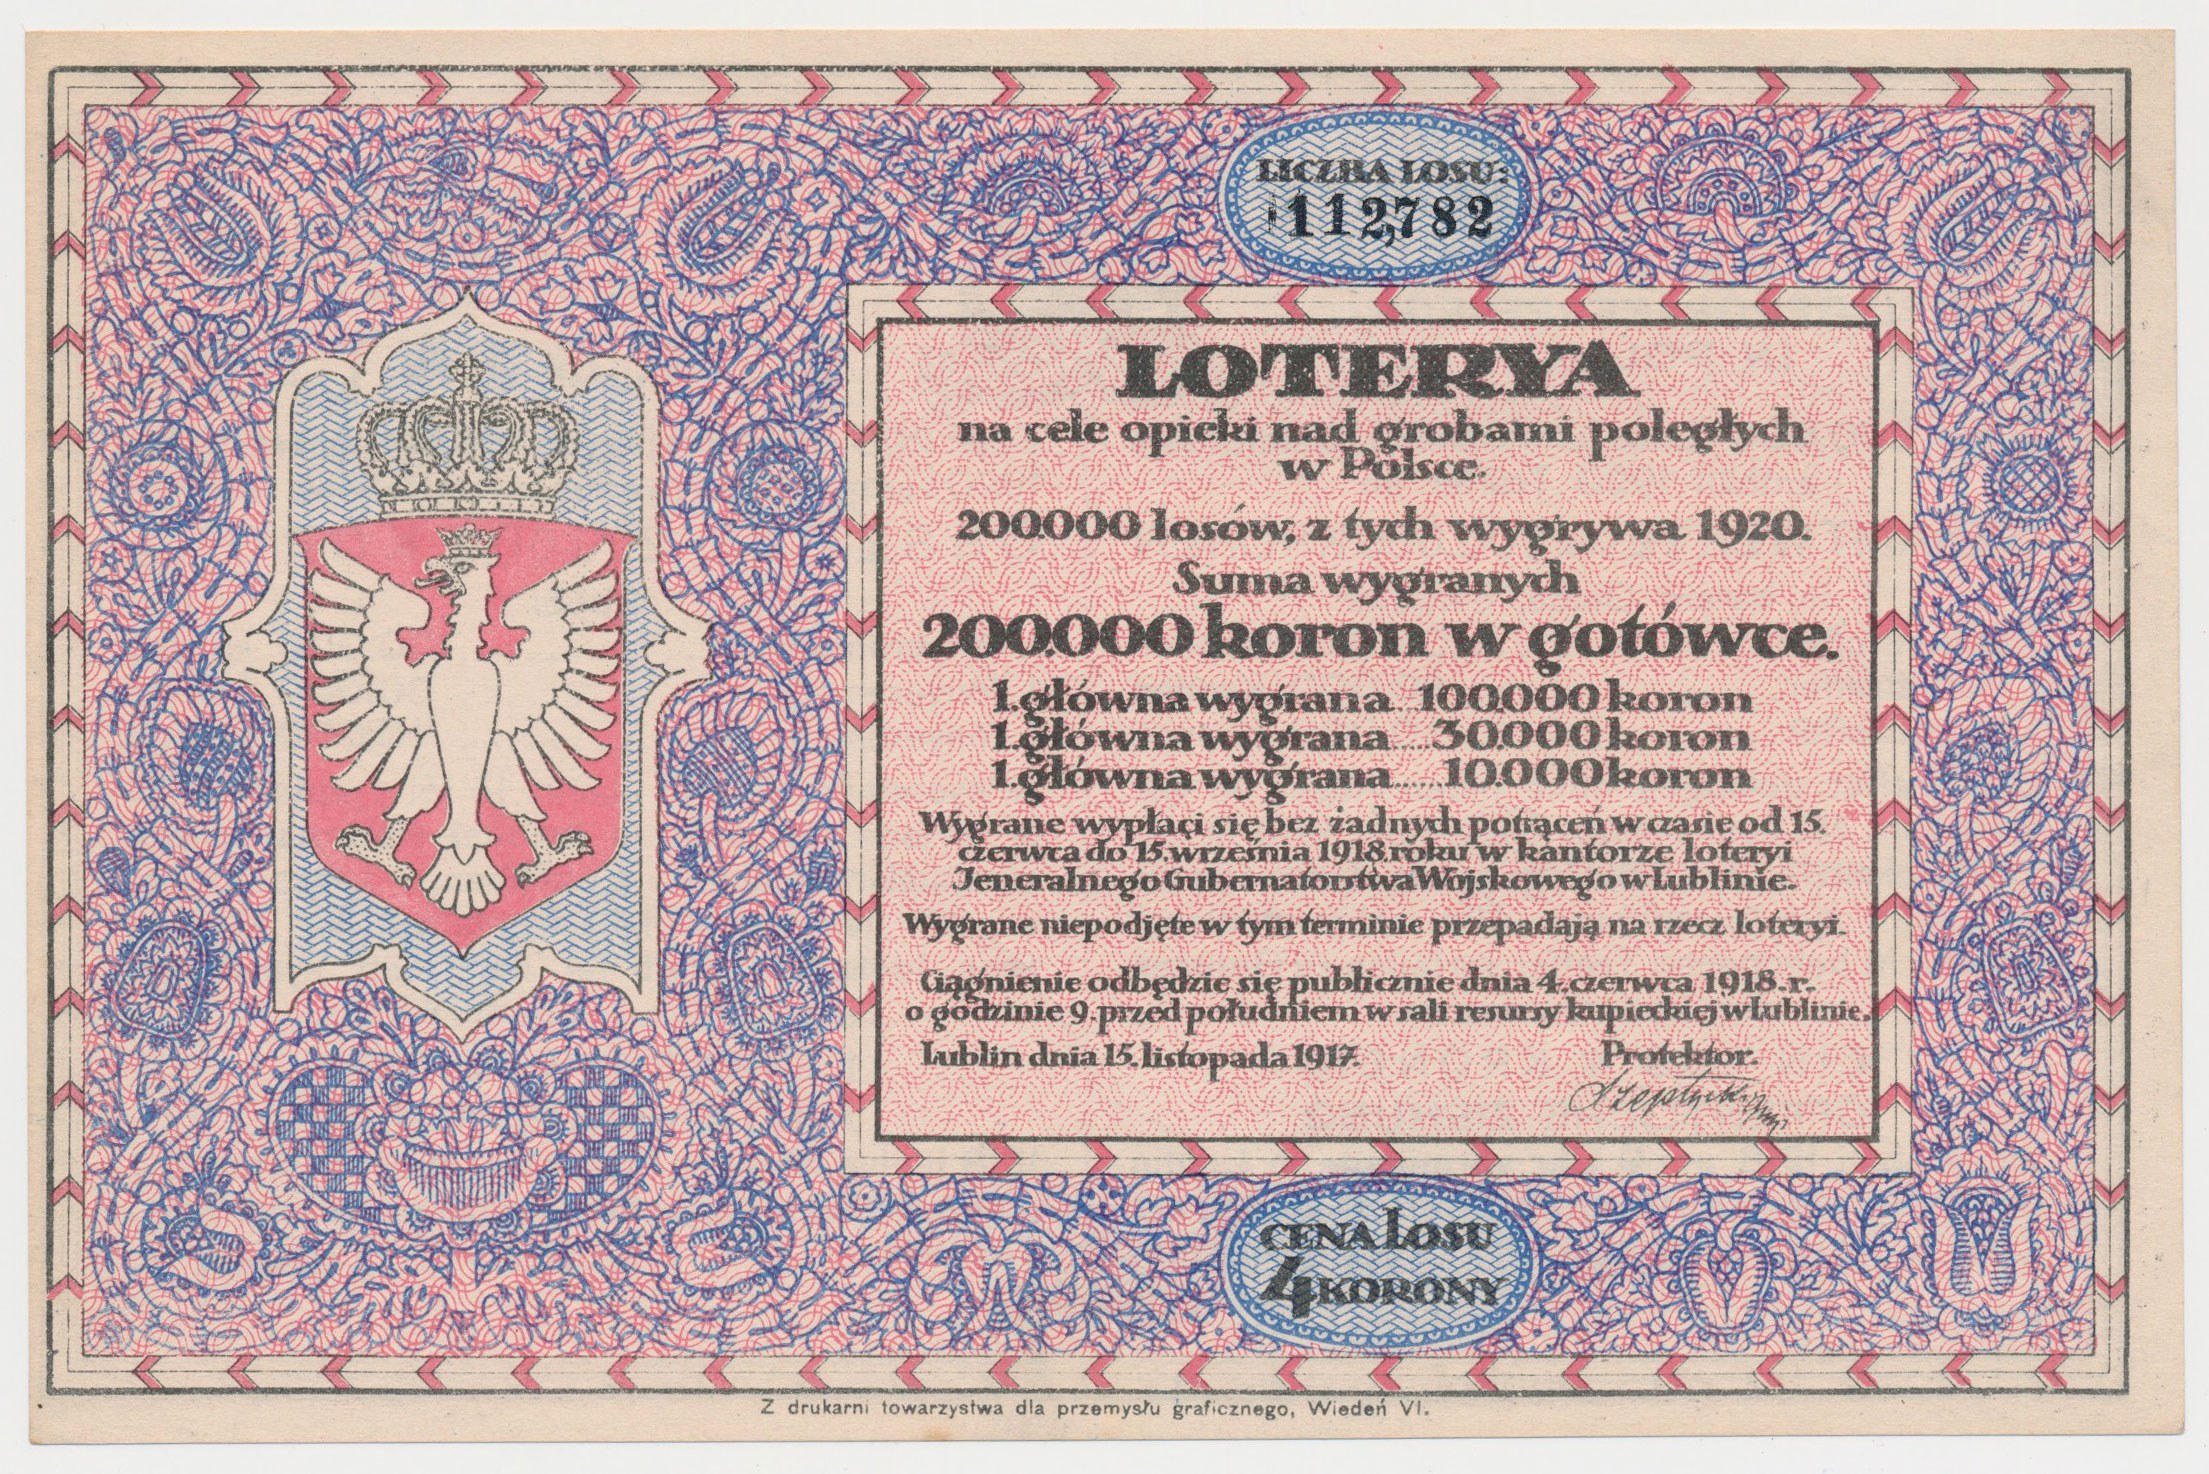 LICZBA LOSU:
112,782
LOTERYA
na cele opieki nad grobami poległych
w Polsce.
200.000 losów, z tych wygrywa 1920.
Suma wygranych
200.000 koron w gotówce.
1. główna wygrana.. 100.000 koron
1. główna wygrana.....30.000 koron
1. główna wygrana......10.000 koron
Wygrane wypłaci się bez żadnych potrąceń w czasie od 15.
czerwca do 15. września 1918. roku w kantorze loteryi
Jeneralnego Gubernatorstwa Wojskowego w Lublinie.
Wygrane niepodjęte w tym terminie przepadają na rzecz loteryi.
Ciągnienie odbędzie się publicznie dnia 4. czerwca 1918. r.
o godzinie 9. przed południem w sali resursy kupieckiej w Lublinie.
Lublin dnia 15. listopada 1917.
Protektor.
CENA LOSU
4 KORONY
Z drukarni towarzystwa dla przemysłu graficznego, Wiedeń VI.